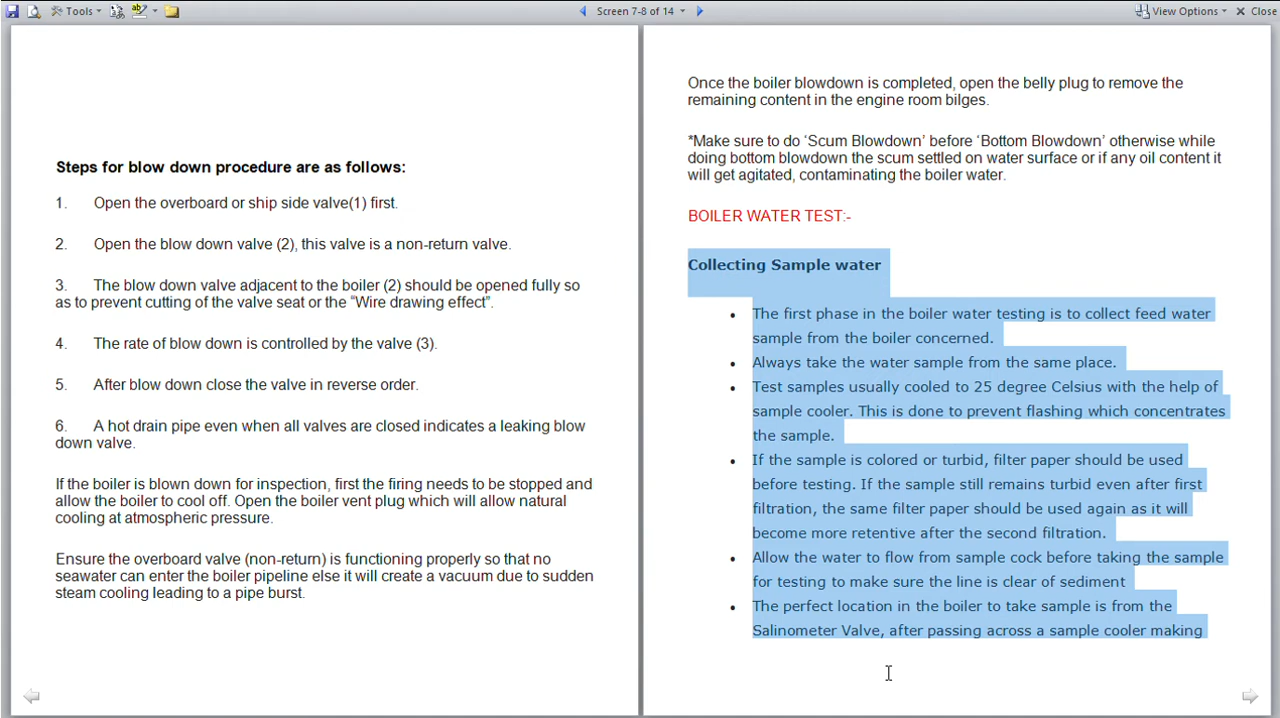 Tools
Screen 7-8 of 14
View Options
Close
Steps for blow down procedure are as follows:
1. Open the overboard or ship side valve(1) first.
2. Open the blow down valve (2), this valve is a non-return valve.
3. The blow down valve adjacent to the boiler (2) should be opened fully so
as to prevent cutting of the valve seat or the “Wire drawing effect”.
4. The rate of blow down is controlled by the valve (3).
5. After blow down close the valve in reverse order.
6. A hot drain pipe even when all valves are closed indicates a leaking blow
down valve.
If the boiler is blown down for inspection, first the firing needs to be stopped and
allow the boiler to cool off. Open the boiler vent plug which will allow natural
cooling at atmospheric pressure.
Ensure the overboard valve (non-return) is functioning properly so that no
seawater can enter the boiler pipeline else it will create a vacuum due to sudden
steam cooling leading to a pipe burst.
Once the boiler blowdown is completed, open the belly plug to remove the
remaining content in the engine room bilges.
*Make sure to do ‘Scum Blowdown’ before ‘Bottom Blowdown’ otherwise while
doing bottom blowdown the scum settled on water surface or if any oil content it
will get agitated, contaminating the boiler water.
BOILER WATER TEST:-
Collecting Sample water
• The first phase in the boiler water testing is to collect feed water
sample from the boiler concerned.
• Always take the water sample from the same place.
• Test samples usually cooled to 25 degree Celsius with the help of
sample cooler. This is done to prevent flashing which concentrates
the sample.
• If the sample is colored or turbid, filter paper should be used
before testing. If the sample still remains turbid even after first
filtration, the same filter paper should be used again as it will
become more retentive after the second filtration.
• Allow the water to flow from sample cock before taking the sample
for testing to make sure the line is clear of sediment
• The perfect location in the boiler to take sample is from the
Salinometer Valve, after passing across a sample cooler making